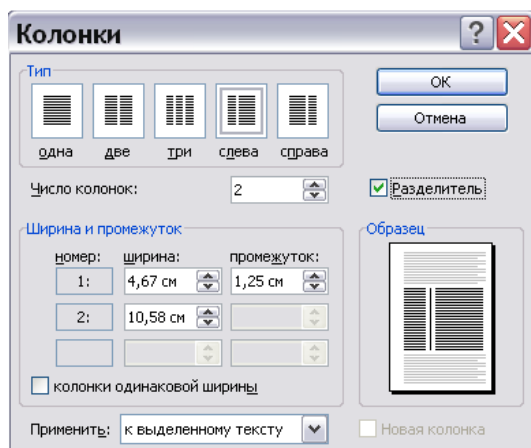 Колонки
Тип
одна две три слева справа
ОК
Отмена
Число колонок: 2
Разделитель
Ширина и промежуток
Образец
номер: ширина: промежуток:
1: 4,67 см 1,25 см
2: 10,58 см
колонки одинаковой ширины
Применить: к выделенному тексту
Новая колонка